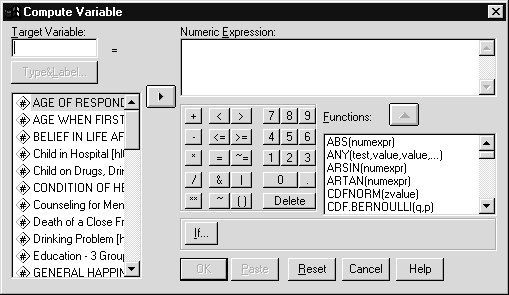 Compute Variable
Target Variable:
=
Type&Label...
Numeric Expression:
AGE OF RESPOND
AGE WHEN FIRST
BELIEF IN LIFE AF
Child in Hospital [hl
Child on Drugs, Drin
CONDITION OF HE
Counseling for Men
Death of a Close Fr
Drinking Problem [h
Education - 3 Group
GENERAL HAPPIN
+ < > 7 8 9
- <= >= 4 5 6
* = ~= 1 2 3
/ & | 0 .
** ~ ( ) Delete
Functions:
ABS(numexpr)
ANY(test,value,value,...)
ARSIN(numexpr)
ARTAN(numexpr)
CDFNORM(zvalue)
CDF.BERNOULLI(q,p)
If...
OK Paste Reset Cancel Help